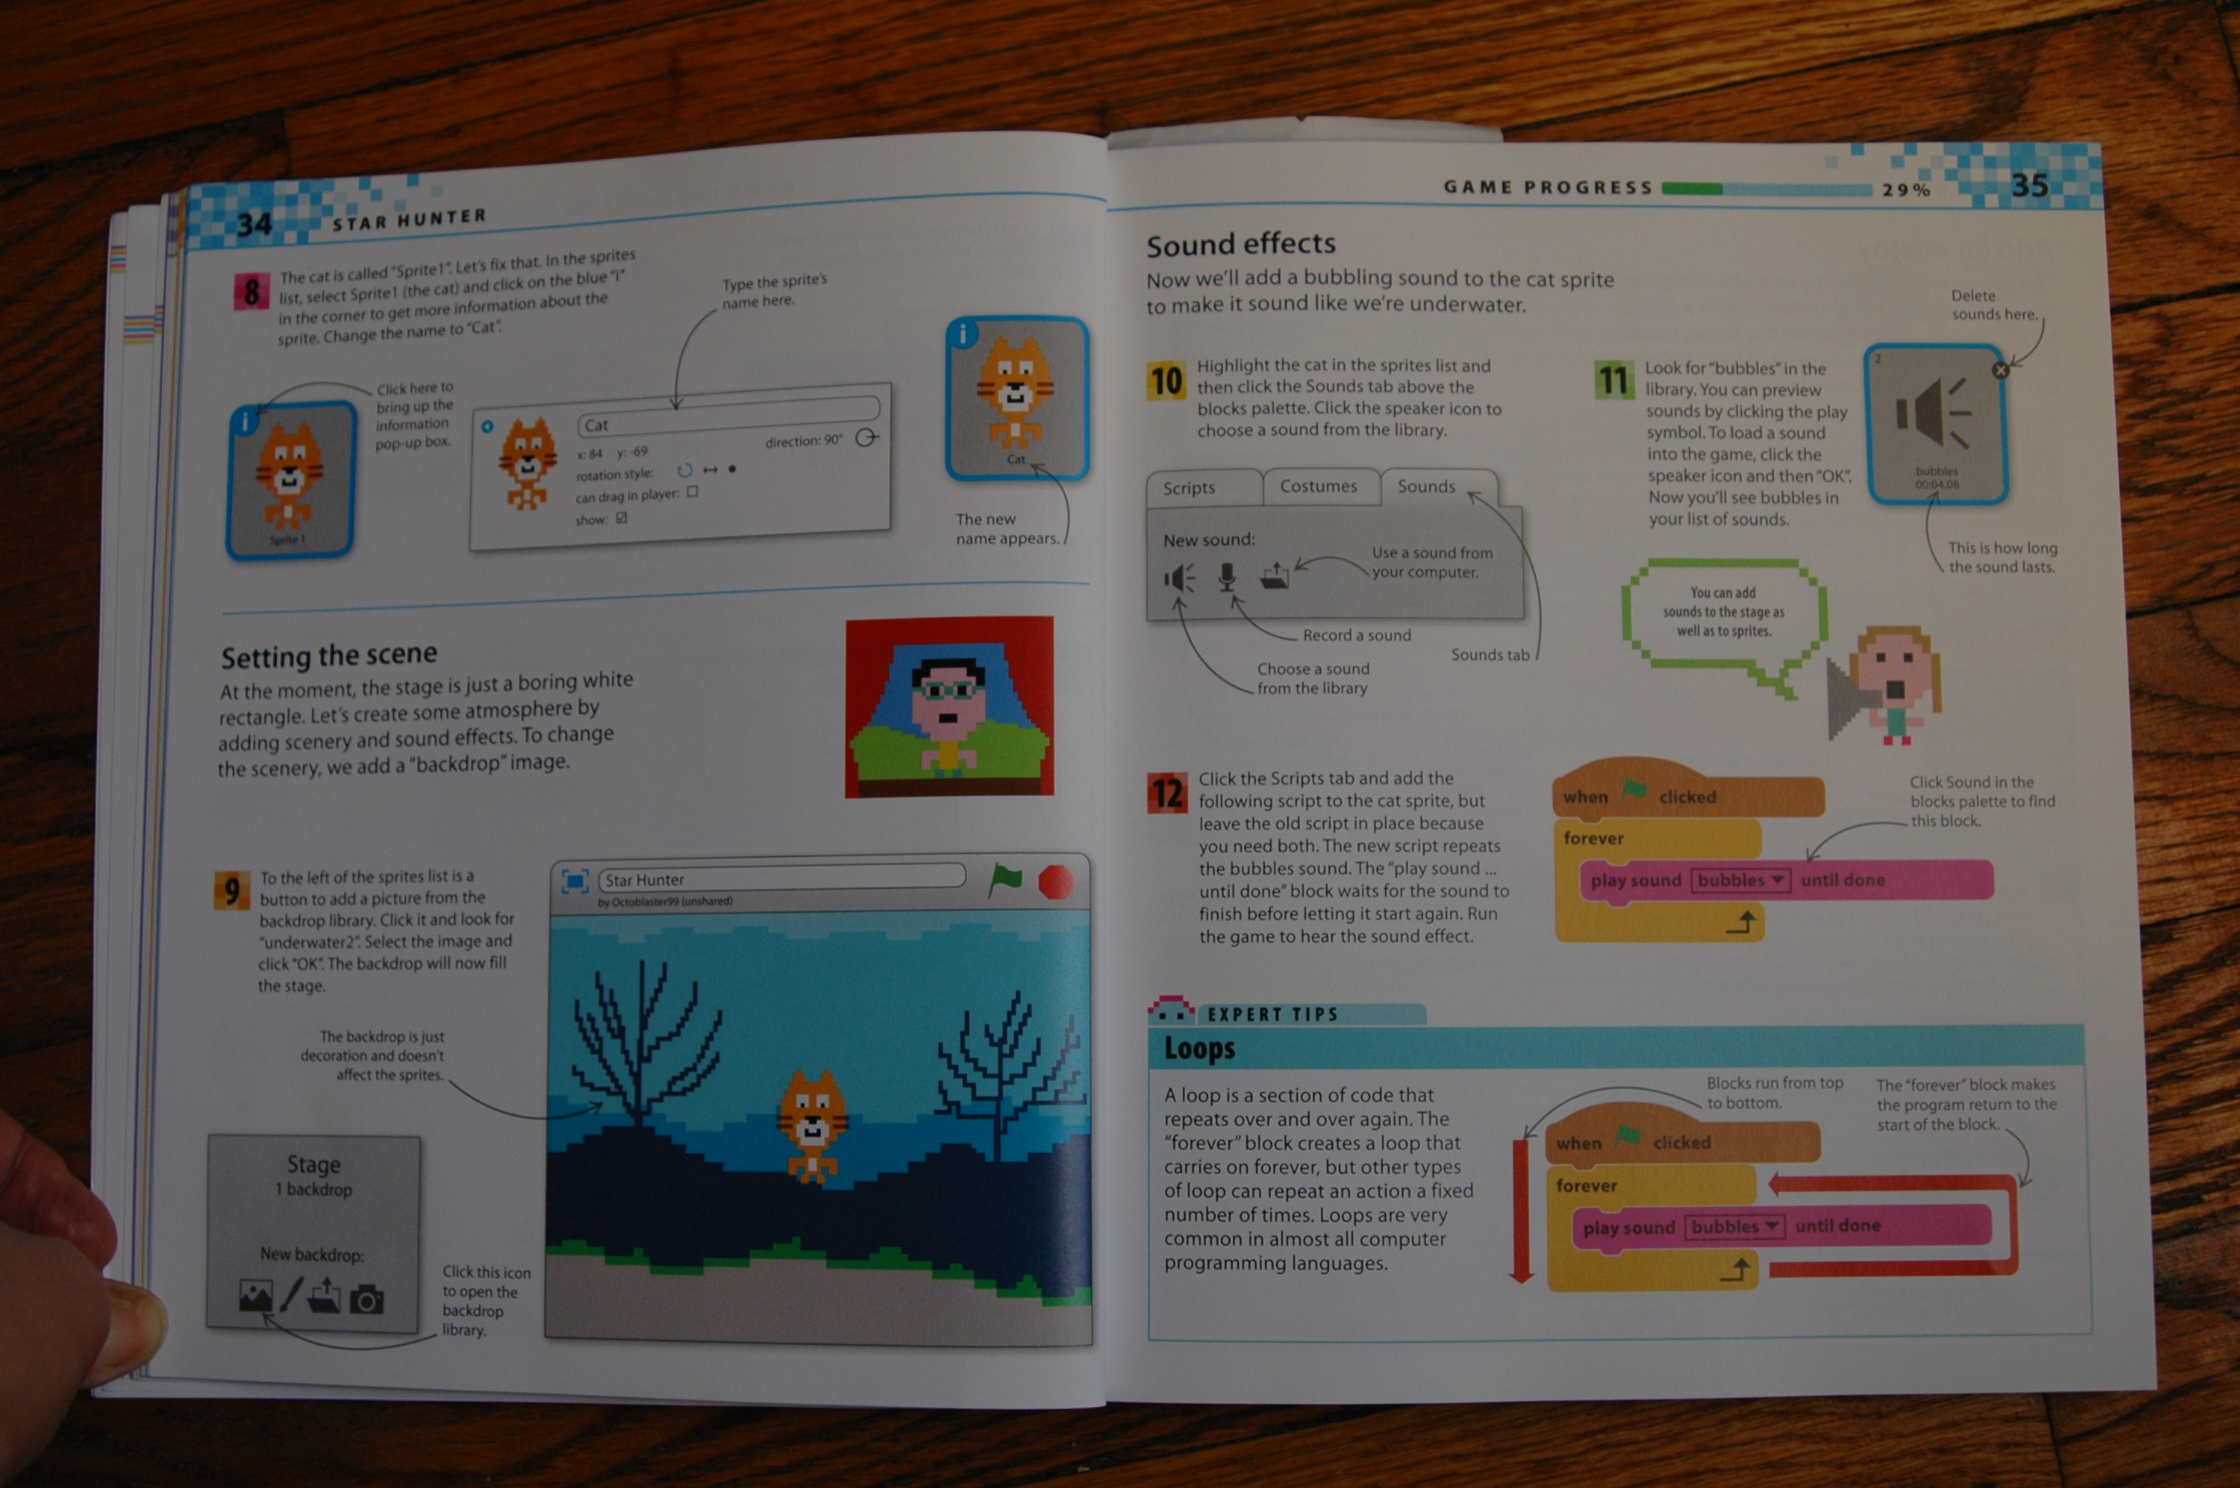 34 STAR HUNTER
8
The cat is called “Sprite1”. Let’s fix that. In the sprites
list, select Sprite1 (the cat) and click on the blue “i”
in the corner to get more information about the
sprite. Change the name to “Cat”.
Type the sprite’s
name here.
Click here to
bring up the
information
pop-up box.
i
Sprite 1
Cat
x: 84 y: -69
direction: 90°
rotation style:
can drag in player:
show:
i
Cat
The new
name appears.
Setting the scene
At the moment, the stage is just a boring white
rectangle. Let’s create some atmosphere by
adding scenery and sound effects. To change
the scenery, we add a “backdrop” image.
9
To the left of the sprites list is a
button to add a picture from the
backdrop library. Click it and look for
“underwater2”. Select the image and
click “OK”. The backdrop will now fill
the stage.
The backdrop is just
decoration and doesn’t
affect the sprites.
Stage
1 backdrop
New backdrop:
Click this icon
to open the
backdrop
library.
Star Hunter
by Octoblaster99 (unshared)
GAME PROGRESS 29% 35
Sound effects
Now we’ll add a bubbling sound to the cat sprite
to make it sound like we’re underwater.
10
Highlight the cat in the sprites list and
then click the Sounds tab above the
blocks palette. Click the speaker icon to
choose a sound from the library.
Scripts Costumes Sounds
New sound:
Use a sound from
your computer.
Record a sound
Choose a sound
from the library
Sounds tab
11
Look for “bubbles” in the
library. You can preview
sounds by clicking the play
symbol. To load a sound
into the game, click the
speaker icon and then “OK”.
Now you’ll see bubbles in
your list of sounds.
Delete
sounds here.
2
bubbles
00:04.08
This is how long
the sound lasts.
You can add
sounds to the stage as
well as to sprites.
12
Click the Scripts tab and add the
following script to the cat sprite, but
leave the old script in place because
you need both. The new script repeats
the bubbles sound. The “play sound ...
until done” block waits for the sound to
finish before letting it start again. Run
the game to hear the sound effect.
when clicked
forever
play sound bubbles until done
Click Sound in the
blocks palette to find
this block.
EXPERT TIPS
Loops
A loop is a section of code that
repeats over and over again. The
“forever” block creates a loop that
carries on forever, but other types
of loop can repeat an action a fixed
number of times. Loops are very
common in almost all computer
programming languages.
Blocks run from top
to bottom.
The “forever” block makes
the program return to the
start of the block.
when clicked
forever
play sound bubbles until done